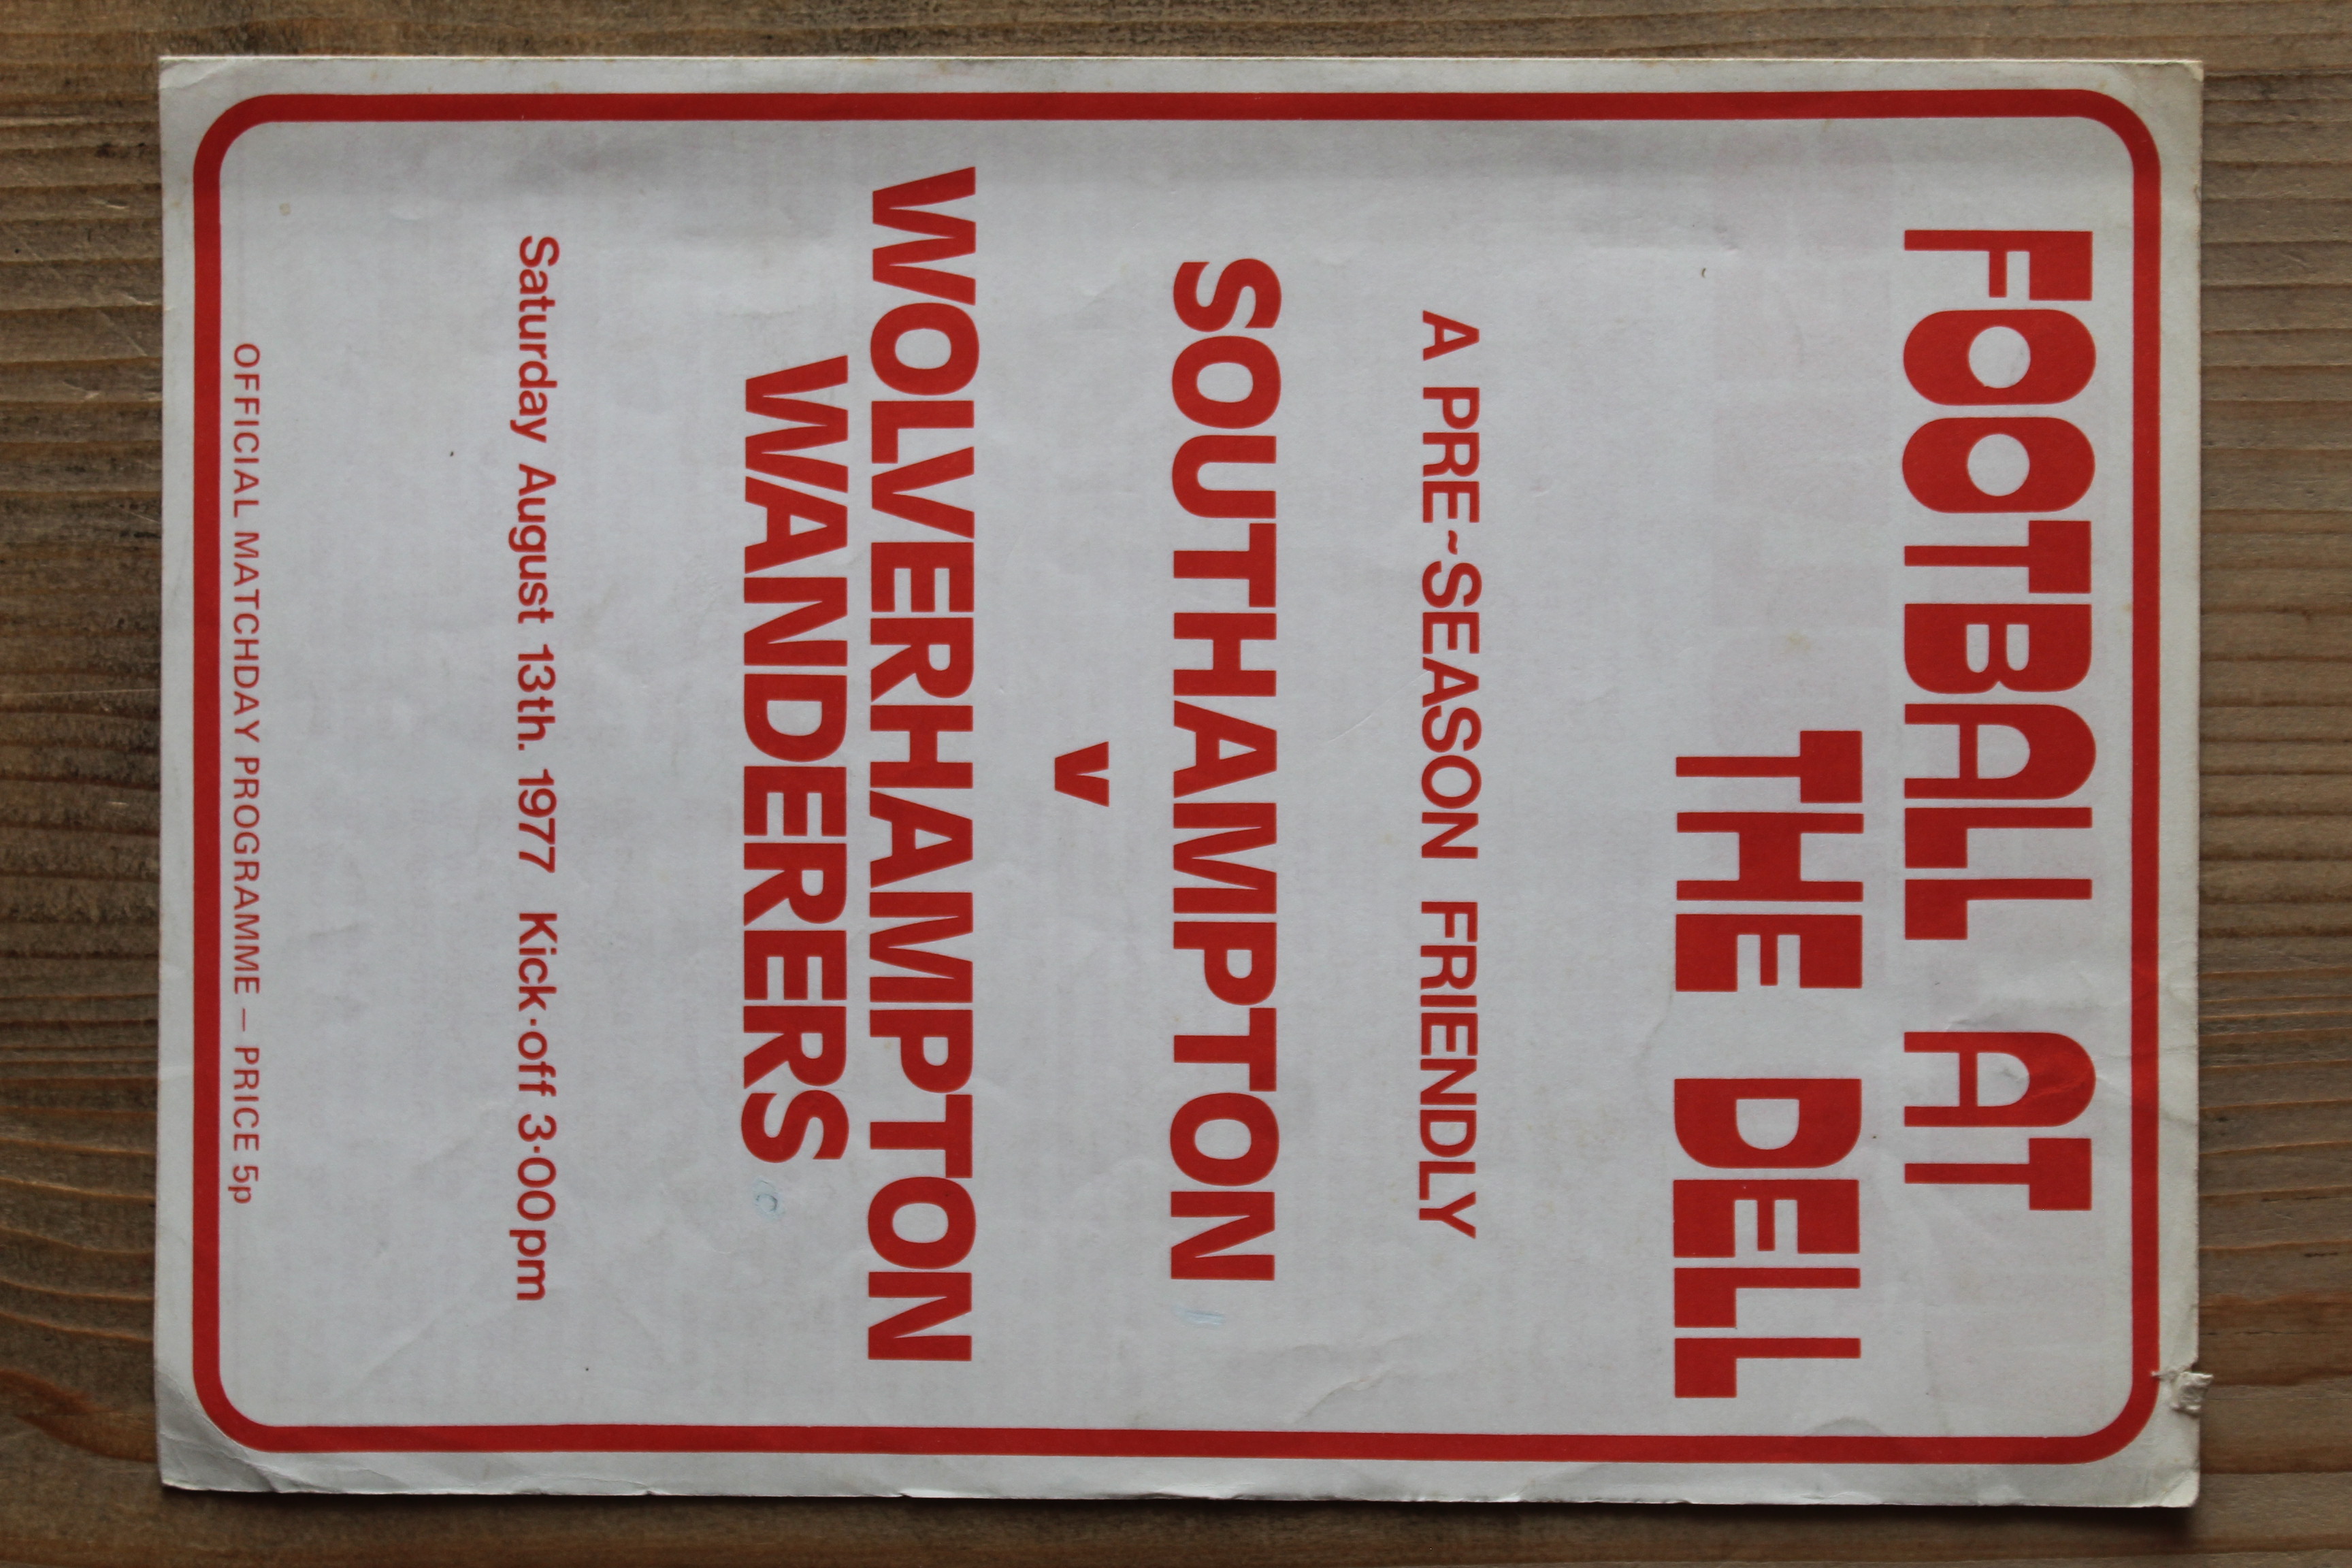 FOOTBALL AT
THE DELL
A PRE~SEASON FRIENDLY
SOUTHAMPTON
v
WOLVERHAMPTON
WANDERERS
Saturday August 13th. 1977 Kick·off 3·00pm
OFFICIAL MATCHDAY PROGRAMME — PRICE 5p